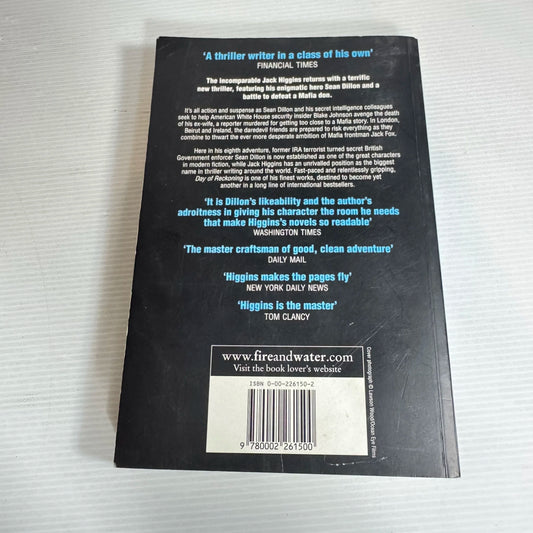 ‘A thriller writer in a class of his own’
FINANCIAL TIMES
The incomparable Jack Higgins returns with a terrific
new thriller, featuring his enigmatic hero Sean Dillon and a
battle to defeat a Mafia don.
It's all action and suspense as Sean Dillon and his secret intelligence colleagues
seek to help American White House security insider Blake Johnson avenge the death
of his ex-wife, a reporter murdered for getting too close to a Mafia story. In London,
Beirut and Ireland, the daredevil friends are prepared to risk everything as they
combine to thwart the ever more desperate ambition of Mafia frontman Jack Fox.
Here in his eighth adventure, former IRA terrorist turned secret British
Government enforcer Sean Dillon is now established as one of the great characters
in modern fiction, while Jack Higgins has an unrivalled position as the biggest
name in thriller writing around the world. Fast-paced and relentlessly gripping,
Day of Reckoning is one of his finest works, destined to become yet
another in a long line of international bestsellers.
‘It is Dillon's likeability and the author's
adroitness in giving his character the room he needs
that make Higgins's novels so readable’
WASHINGTON TIMES
‘The master craftsman of good, clean adventure’
DAILY MAIL
‘Higgins makes the pages fly’
NEW YORK DAILY NEWS
‘Higgins is the master’
TOM CLANCY
www.fireandwater.com
Visit the book lover's website
ISBN 0-00-226150-2
9 780002 261500
Cover photograph © Lawson Wood/Ocean Eye Films